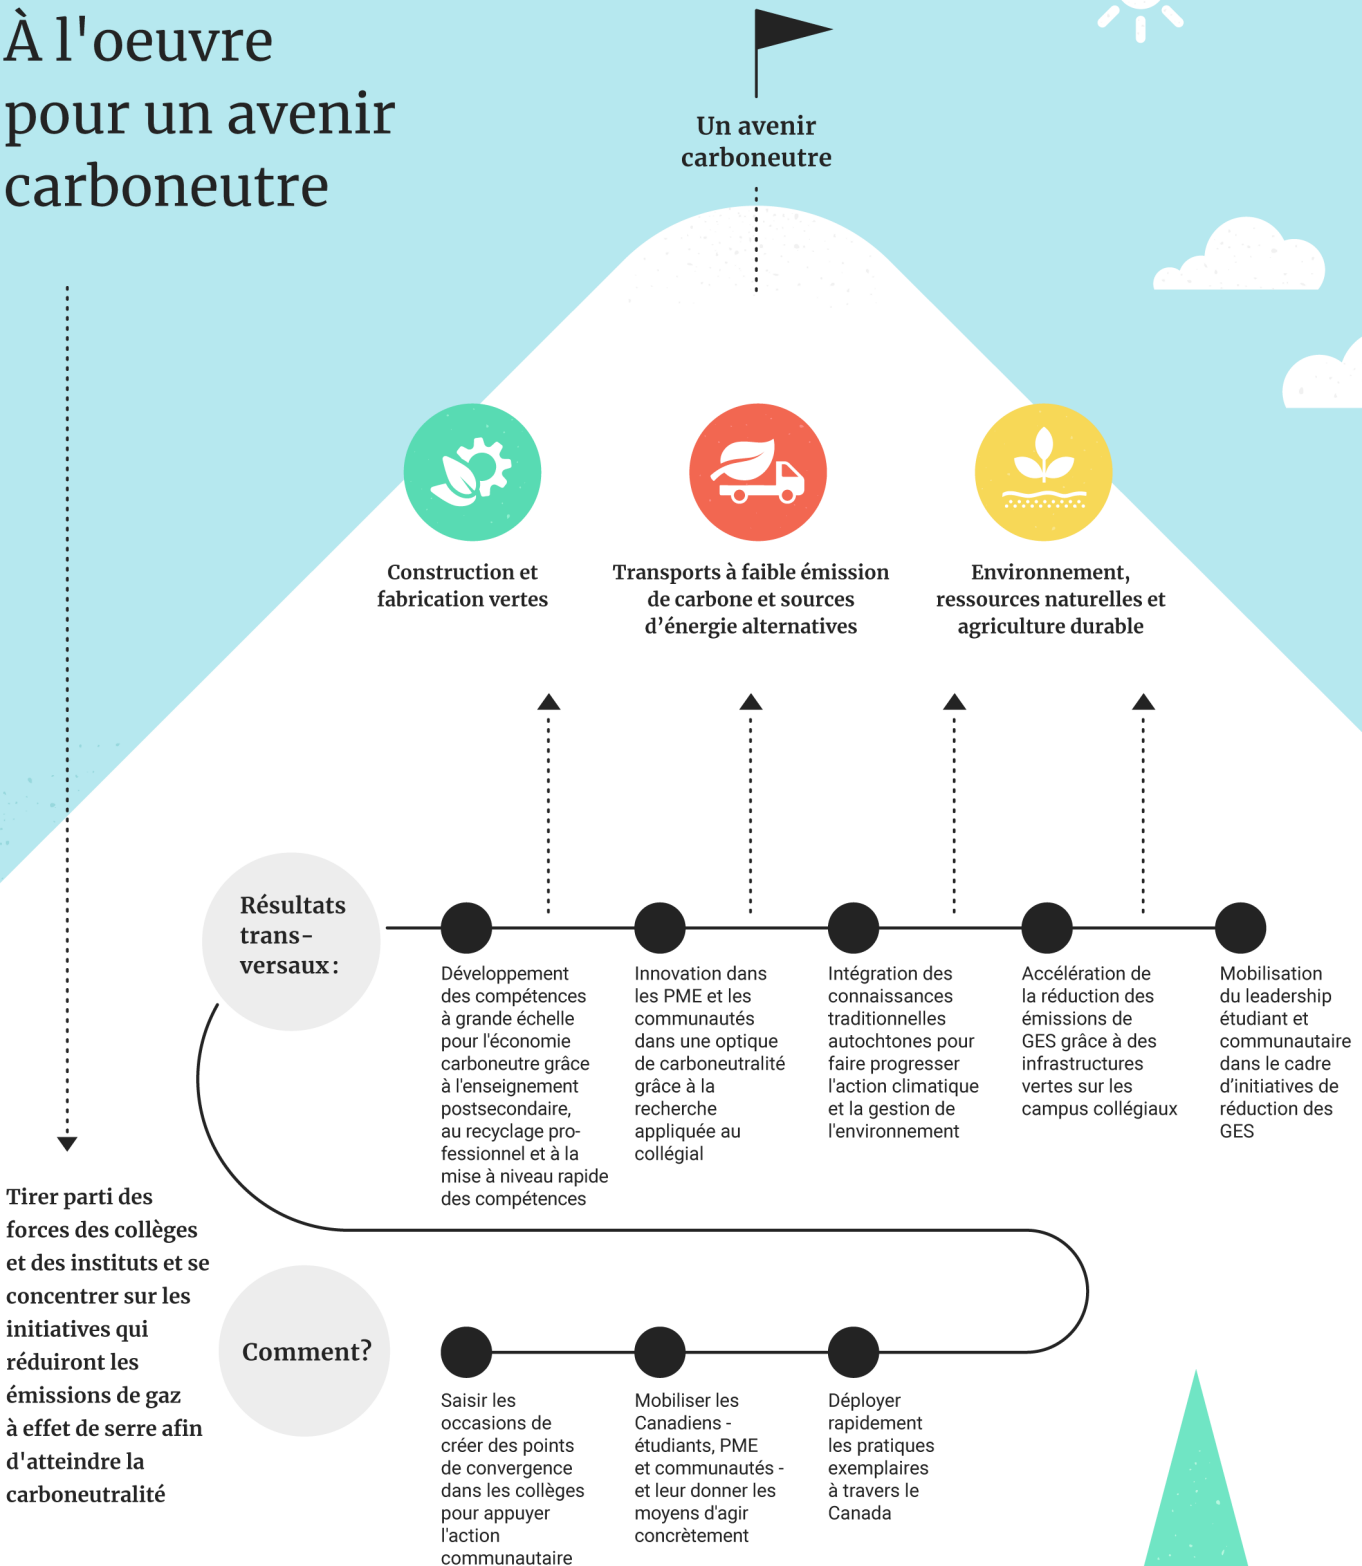 À l'oeuvre
pour un avenir
carboneutre
Un avenir
carboneutre
Construction et
fabrication vertes
Transports à faible émission
de carbone et sources
d’énergie alternatives
Environnement,
ressources naturelles et
agriculture durable
Résultats
trans-
versaux :
Développement
des compétences
à grande échelle
pour l'économie
carboneutre grâce
à l'enseignement
postsecondaire,
au recyclage pro-
fessionnel et à la
mise à niveau rapide
des compétences
Innovation dans
les PME et les
communautés
dans une optique
de carboneutralité
grâce à la
recherche
appliquée au
collégial
Intégration des
connaissances
traditionnelles
autochtones pour
faire progresser
l'action climatique
et la gestion de
l'environnement
Accélération de
la réduction des
émissions de
GES grâce à des
infrastructures
vertes sur les
campus collégiaux
Mobilisation
du leadership
étudiant et
communautaire
dans le cadre
d’initiatives de
réduction des
GES
Tirer parti des
forces des collèges
et des instituts et se
concentrer sur les
initiatives qui
réduiront les
émissions de gaz
à effet de serre afin
d'atteindre la
carboneutralité
Comment?
Saisir les
occasions de
créer des points
de convergence
dans les collèges
pour appuyer
l'action
communautaire
Mobiliser les
Canadiens -
étudiants, PME
et communautés -
et leur donner les
moyens d'agir
concrètement
Déployer
rapidement
les pratiques
exemplaires
à travers le
Canada